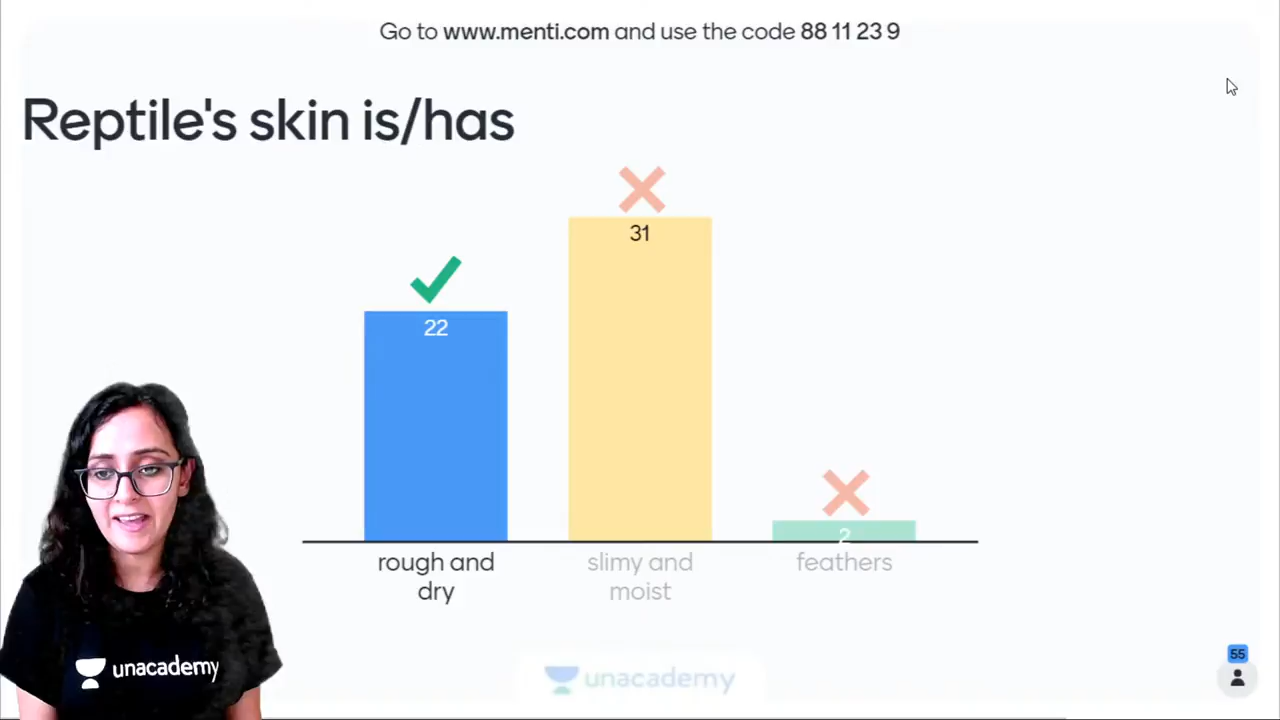 Go to www.menti.com and use the code 88 11 23 9
Reptile's skin is/has
31
22
2
rough and
dry
slimy and
moist
feathers
unacademy
unacademy
55